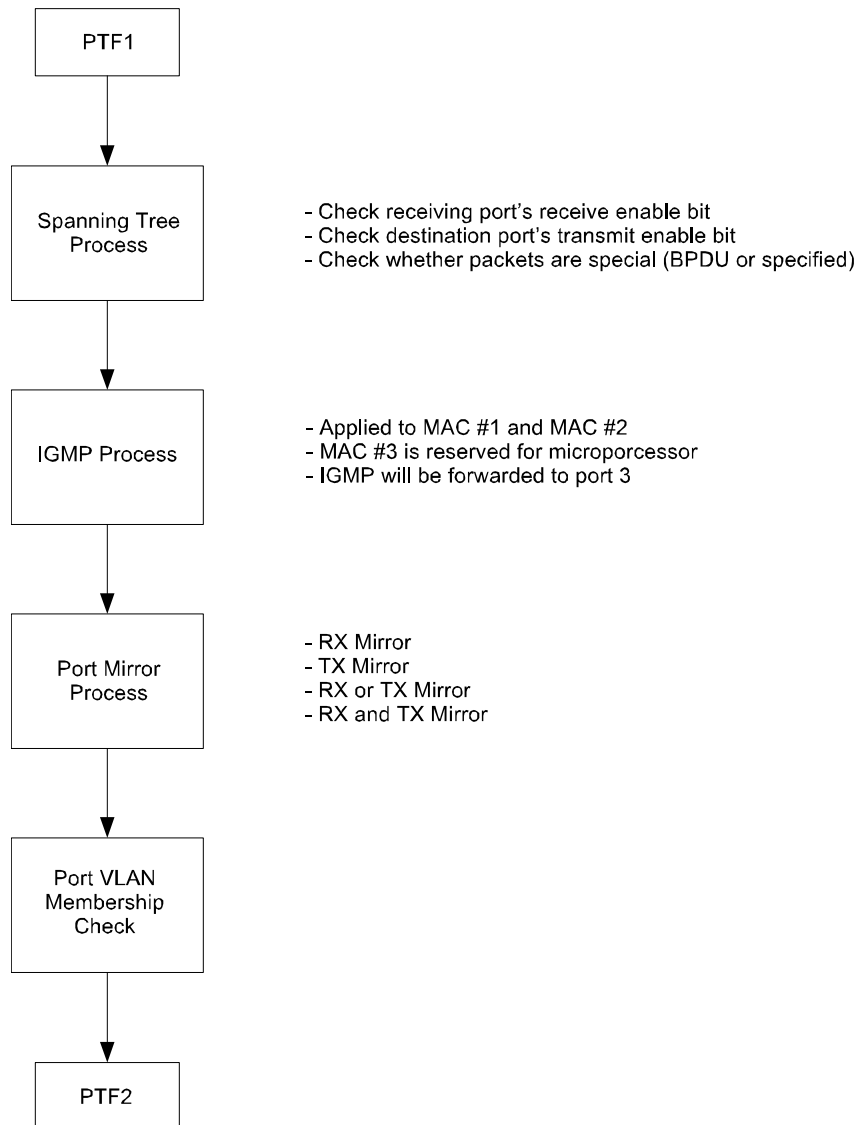 PTF1
Spanning Tree
Process
- Check receiving port's receive enable bit
- Check destination port's transmit enable bit
- Check whether packets are special (BPDU or specified)
IGMP Process
- Applied to MAC #1 and MAC #2
- MAC #3 is reserved for microporcessor
- IGMP will be forwarded to port 3
Port Mirror
Process
- RX Mirror
- TX Mirror
- RX or TX Mirror
- RX and TX Mirror
Port VLAN
Membership
Check
PTF2